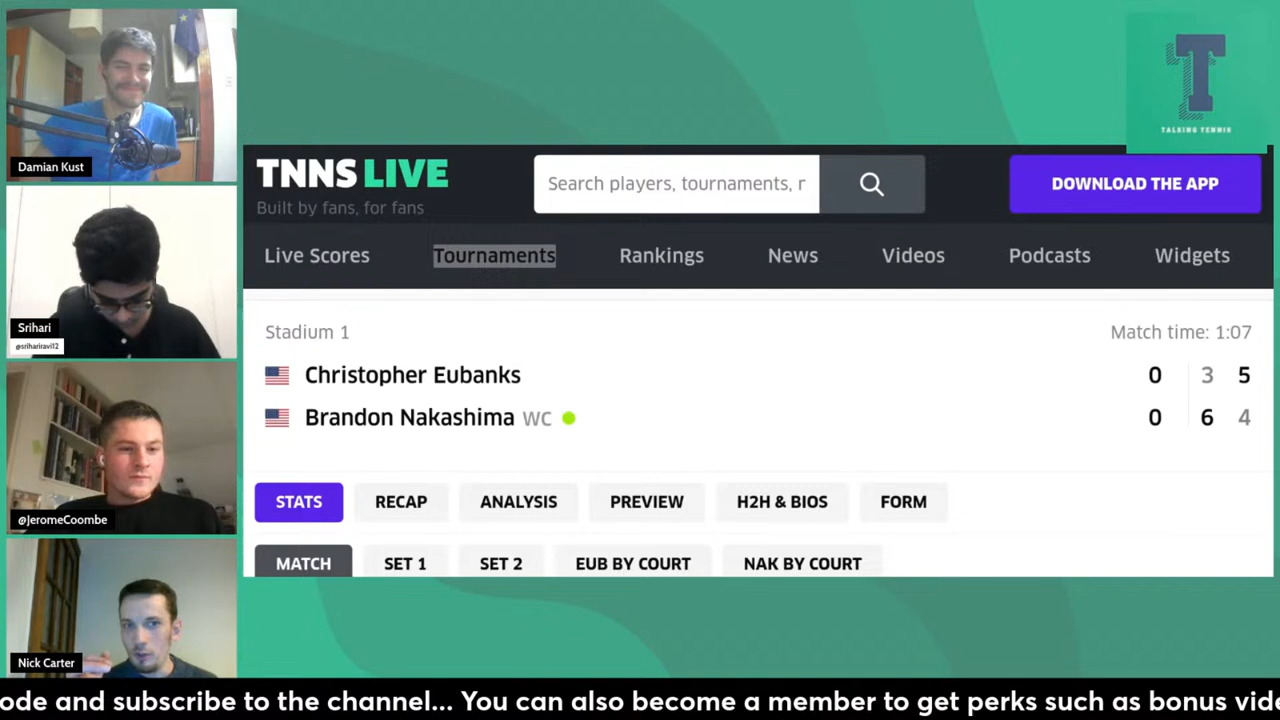 Damian Kust
Srihari
@srihariravi12
@JeromeCoombe
Nick Carter
T
TALKING TENNIS
TNNS LIVE
Built by fans, for fans
Search players, tournaments, r
DOWNLOAD THE APP
Live Scores Tournaments Rankings News Videos Podcasts Widgets
Stadium 1 Match time: 1:07
Christopher Eubanks 0 3 5
Brandon Nakashima WC 0 6 4
STATS RECAP ANALYSIS PREVIEW H2H & BIOS FORM
MATCH SET 1 SET 2 EUB BY COURT NAK BY COURT
ode and subscribe to the channel... You can also become a member to get perks such as bonus vide